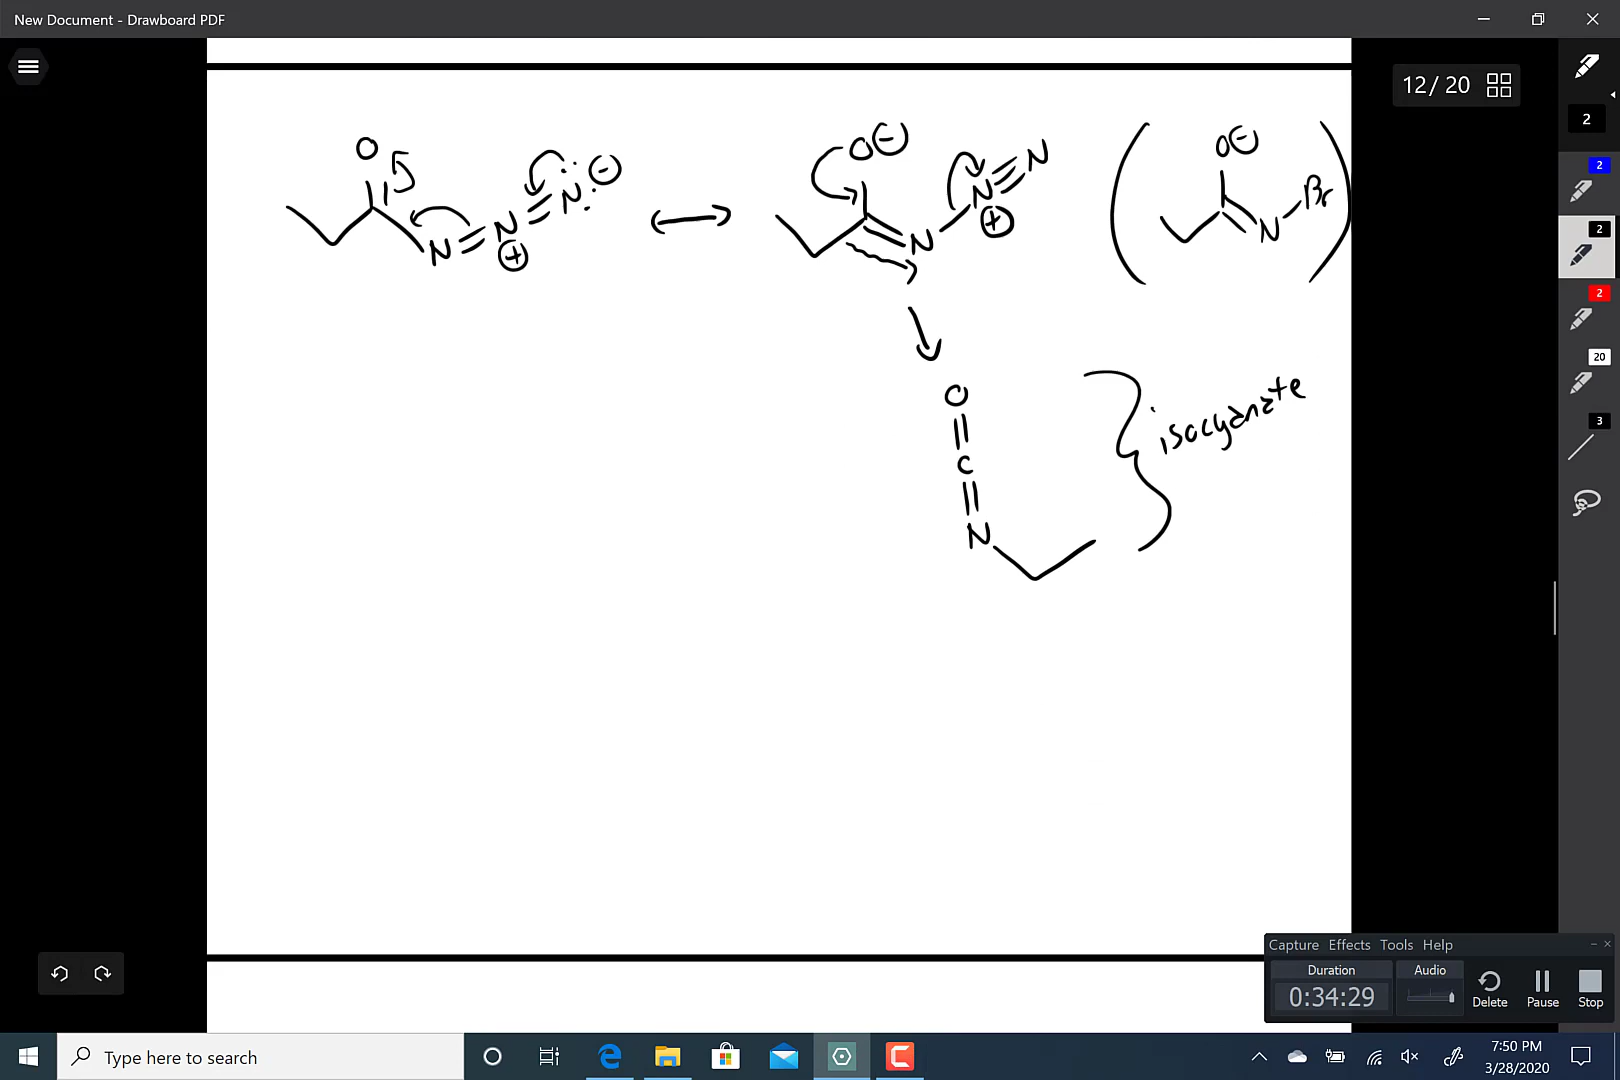 New Document - Drawboard PDF
12/ 20
2
2
2
2
20
3
O
N
N
⊕
N
⊖
O⊖
N
N
⊕
N
O⊖
N
Br
O
C
N
isocyanate
Capture Effects Tools Help
Duration
0:34:29
Audio
Delete
Pause
Stop
Type here to search
7:50 PM
3/28/2020